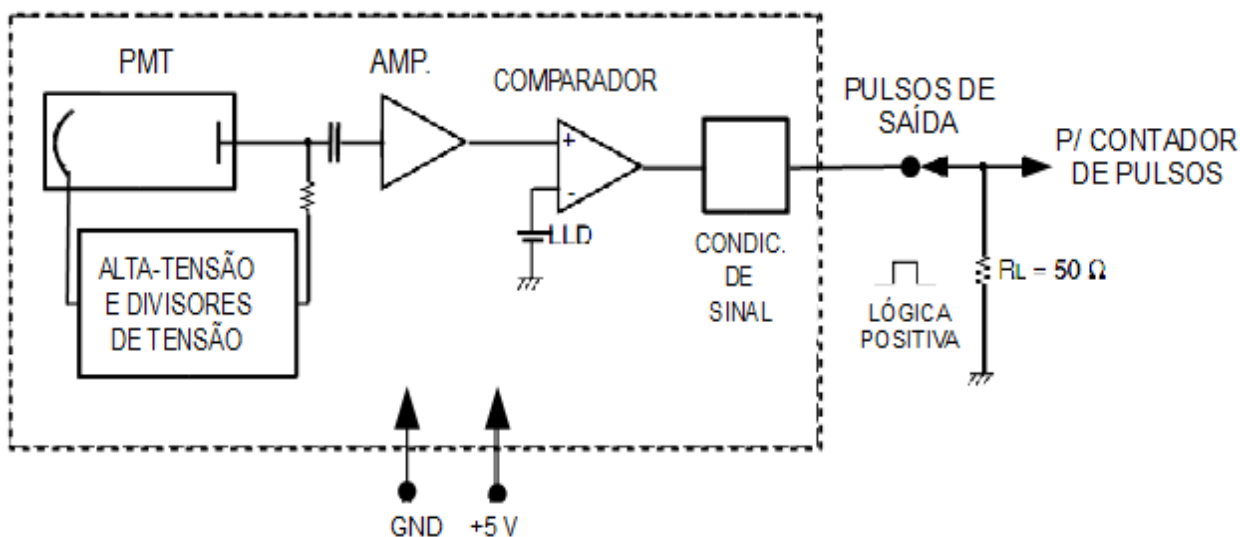 PMT
AMP.
COMPARADOR
+
-
LLD
ALTA-TENSÃO
E DIVISORES
DE TENSÃO
CONDIC.
DE
SINAL
PULSOS DE
SAÍDA
P/ CONTADOR
DE PULSOS
RL = 50 Ω
LÓGICA
POSITIVA
GND
+5 V